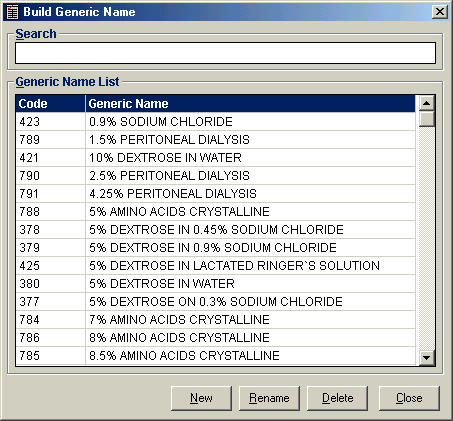 Build Generic Name
Search
Generic Name List
Code Generic Name
423 0.9% SODIUM CHLORIDE
789 1.5% PERITONEAL DIALYSIS
421 10% DEXTROSE IN WATER
790 2.5% PERITONEAL DIALYSIS
791 4.25% PERITONEAL DIALYSIS
788 5% AMINO ACIDS CRYSTALLINE
378 5% DEXTROSE IN 0.45% SODIUM CHLORIDE
379 5% DEXTROSE IN 0.9% SODIUM CHLORIDE
425 5% DEXTROSE IN LACTATED RINGER`S SOLUTION
380 5% DEXTROSE IN WATER
377 5% DEXTROSE ON 0.3% SODIUM CHLORIDE
784 7% AMINO ACIDS CRYSTALLINE
786 8% AMINO ACIDS CRYSTALLINE
785 8.5% AMINO ACIDS CRYSTALLINE
New Rename Delete Close